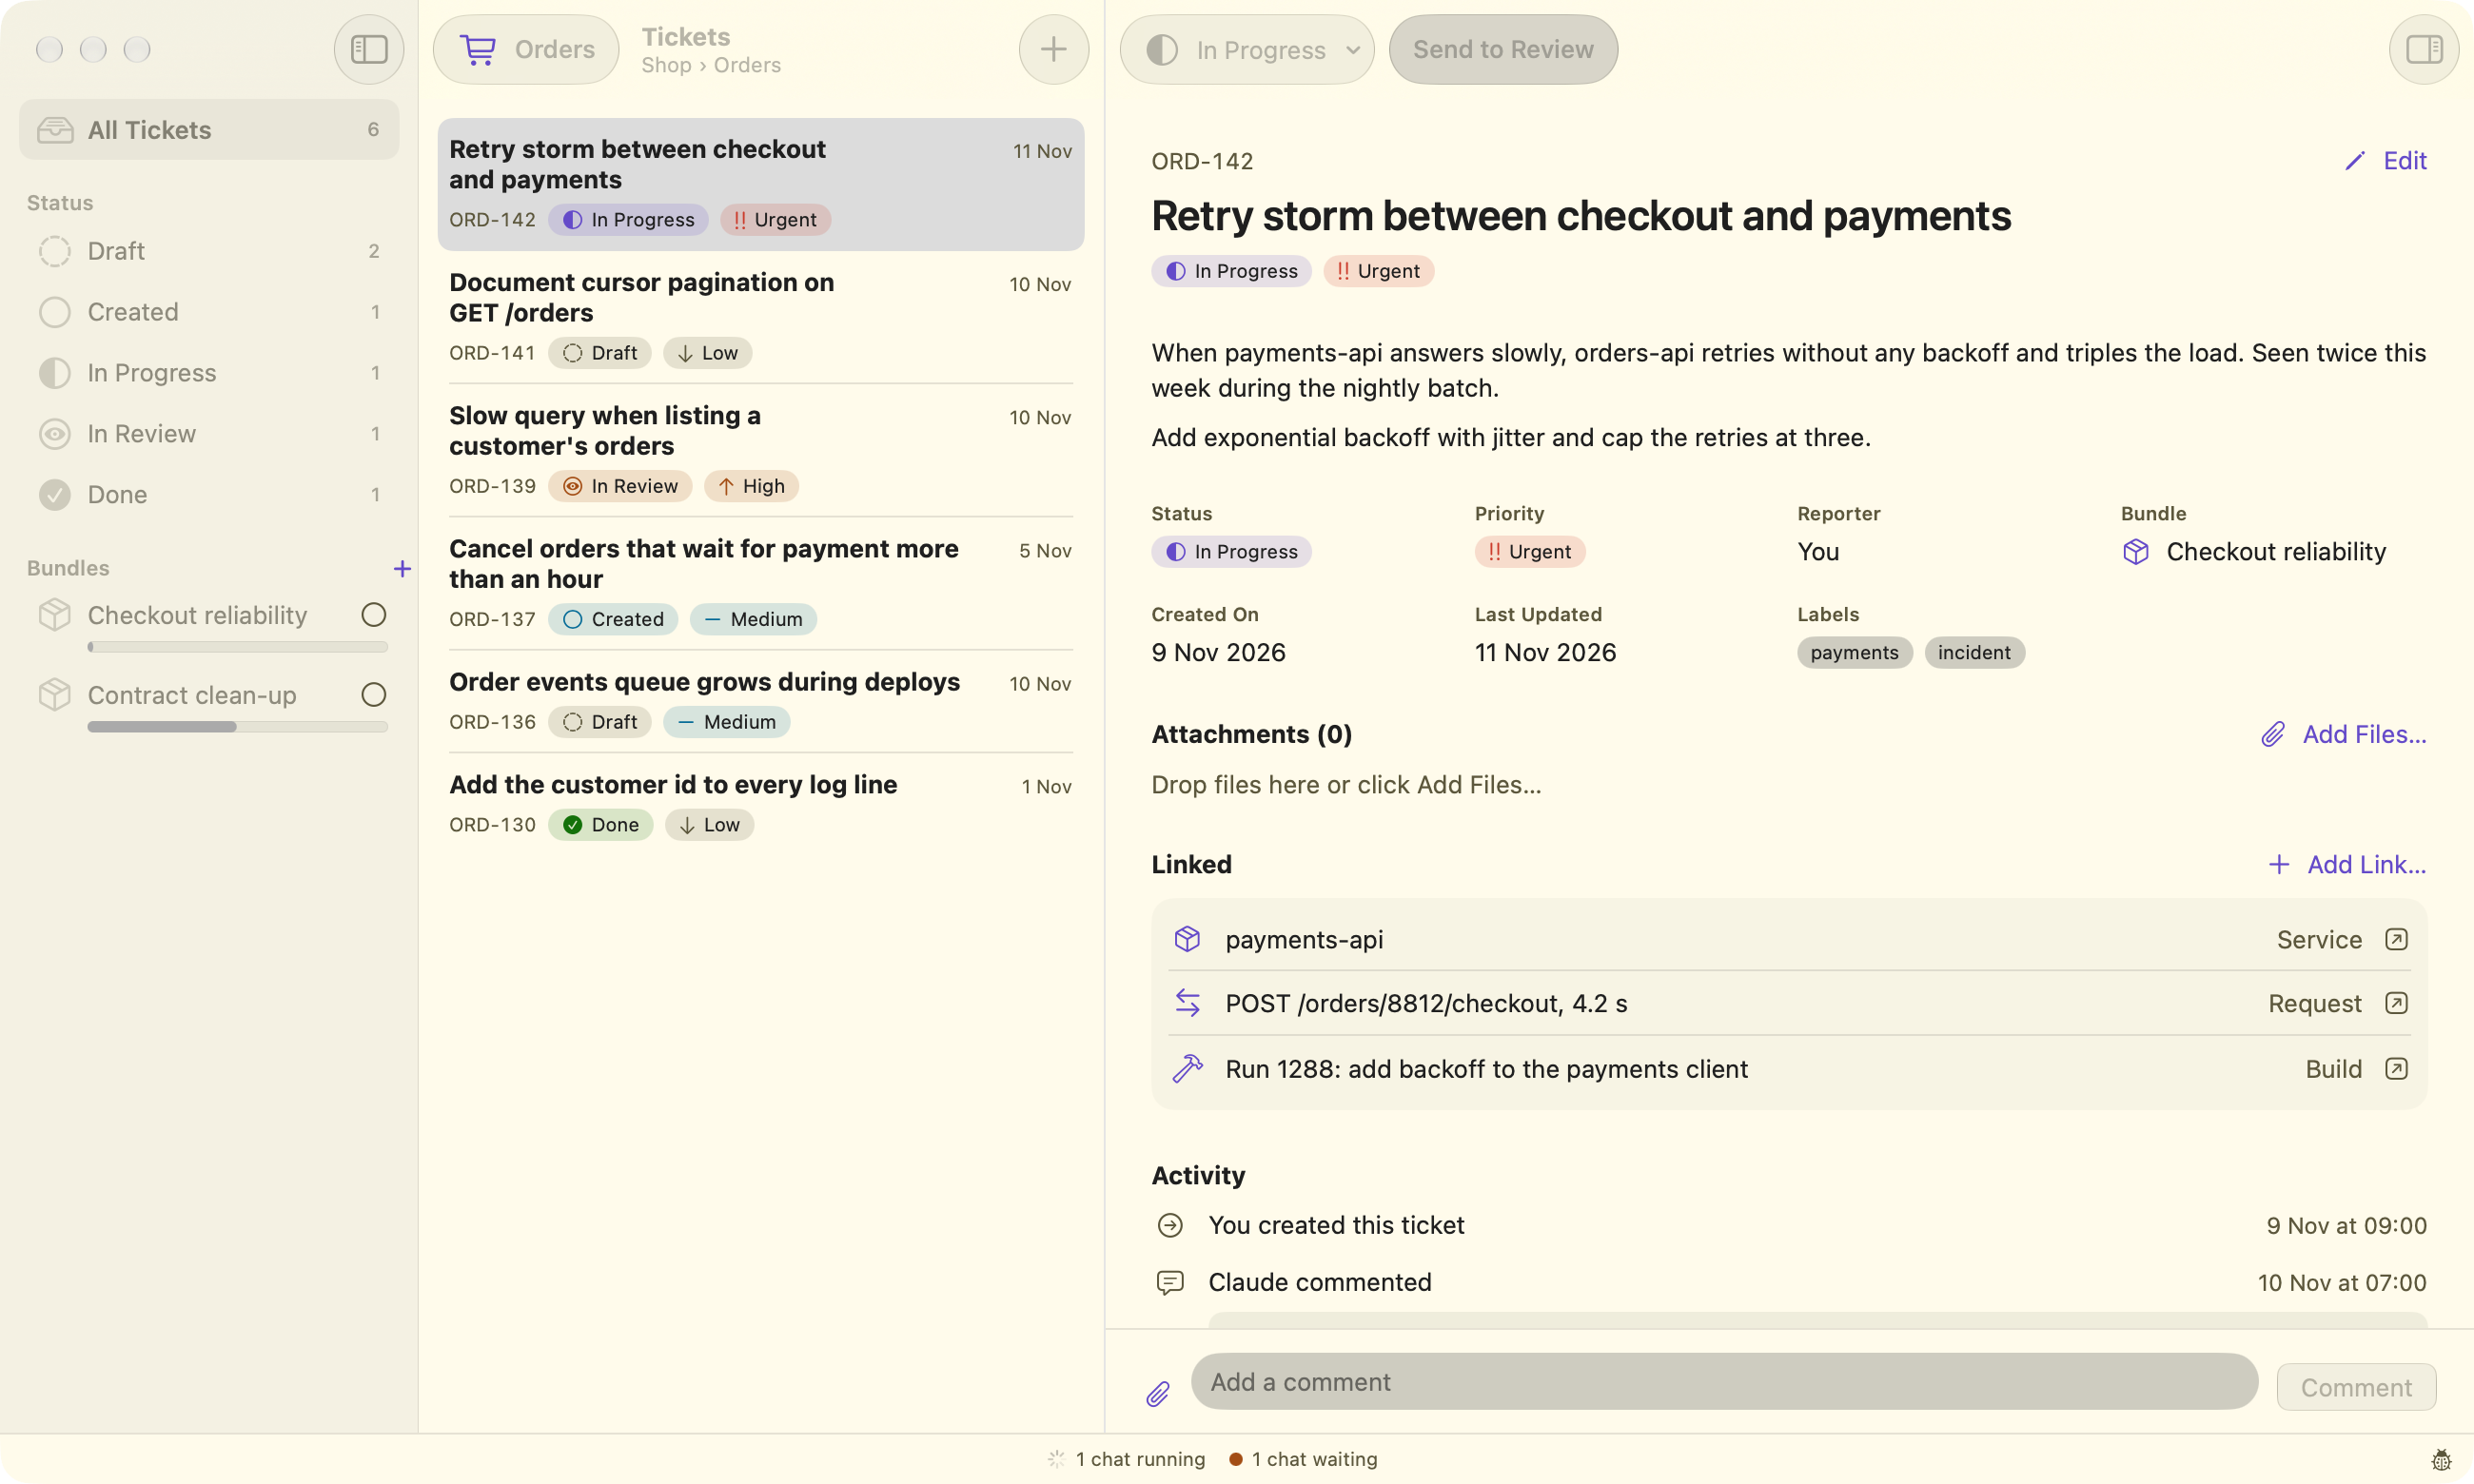 All Tickets 6
Status
Draft 2
Created 1
In Progress 1
In Review 1
Done 1
Bundles
Checkout reliability
Contract clean-up
Orders
Tickets
Shop › Orders
Retry storm between checkout and payments 11 Nov
ORD-142 In Progress !! Urgent
Document cursor pagination on GET /orders 10 Nov
ORD-141 Draft Low
Slow query when listing a customer's orders 10 Nov
ORD-139 In Review High
Cancel orders that wait for payment more than an hour 5 Nov
ORD-137 Created Medium
Order events queue grows during deploys 10 Nov
ORD-136 Draft Medium
Add the customer id to every log line 1 Nov
ORD-130 Done Low
In Progress
Send to Review
ORD-142 Edit
Retry storm between checkout and payments
In Progress !! Urgent
When payments-api answers slowly, orders-api retries without any backoff and triples the load. Seen twice this
week during the nightly batch.
Add exponential backoff with jitter and cap the retries at three.
Status Priority Reporter Bundle
In Progress !! Urgent You Checkout reliability
Created On Last Updated Labels
9 Nov 2026 11 Nov 2026 payments incident
Attachments (0) Add Files...
Drop files here or click Add Files...
Linked Add Link...
payments-api Service
POST /orders/8812/checkout, 4.2 s Request
Run 1288: add backoff to the payments client Build
Activity
You created this ticket 9 Nov at 09:00
Claude commented 10 Nov at 07:00
Add a comment Comment
1 chat running 1 chat waiting